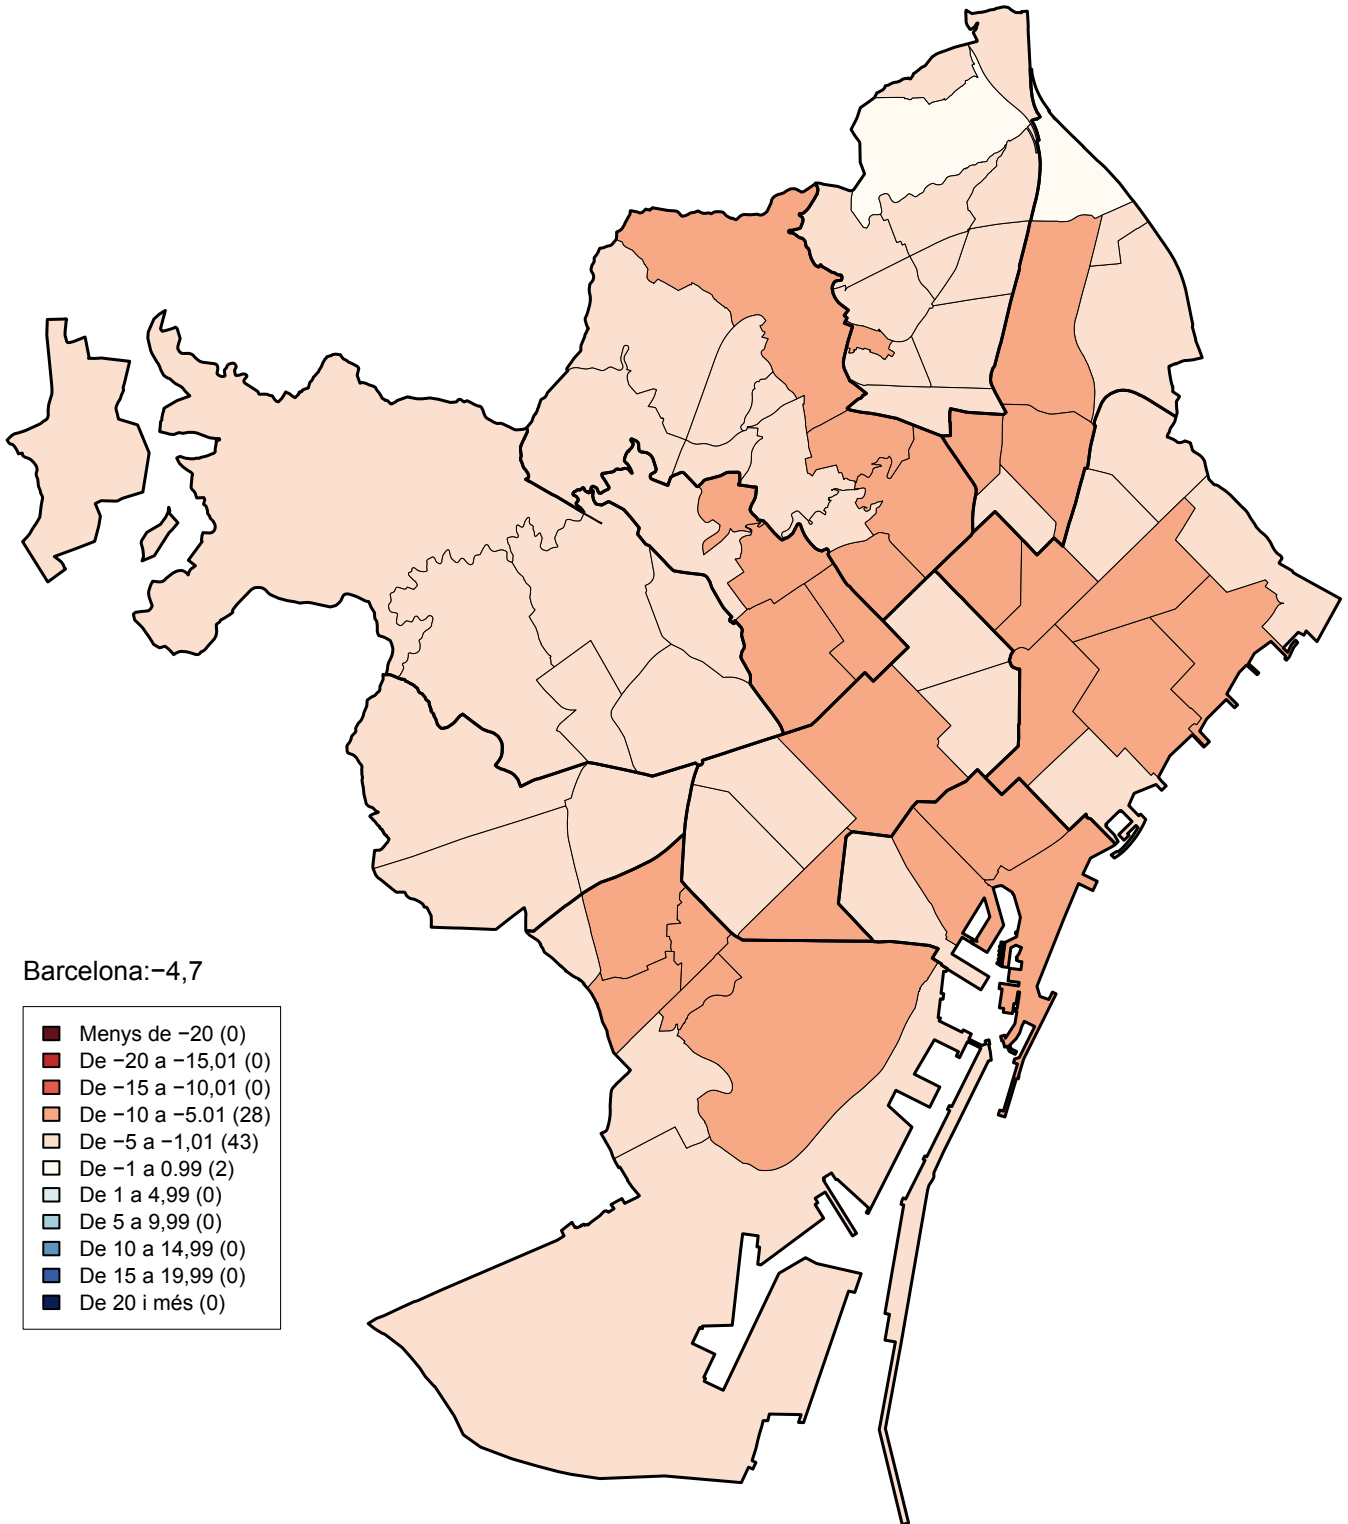 Barcelona:−4,7
Menys de −20 (0)
De −20 a −15,01 (0)
De −15 a −10,01 (0)
De −10 a −5.01 (28)
De −5 a −1,01 (43)
De −1 a 0.99 (2)
De 1 a 4,99 (0)
De 5 a 9,99 (0)
De 10 a 14,99 (0)
De 15 a 19,99 (0)
De 20 i més (0)